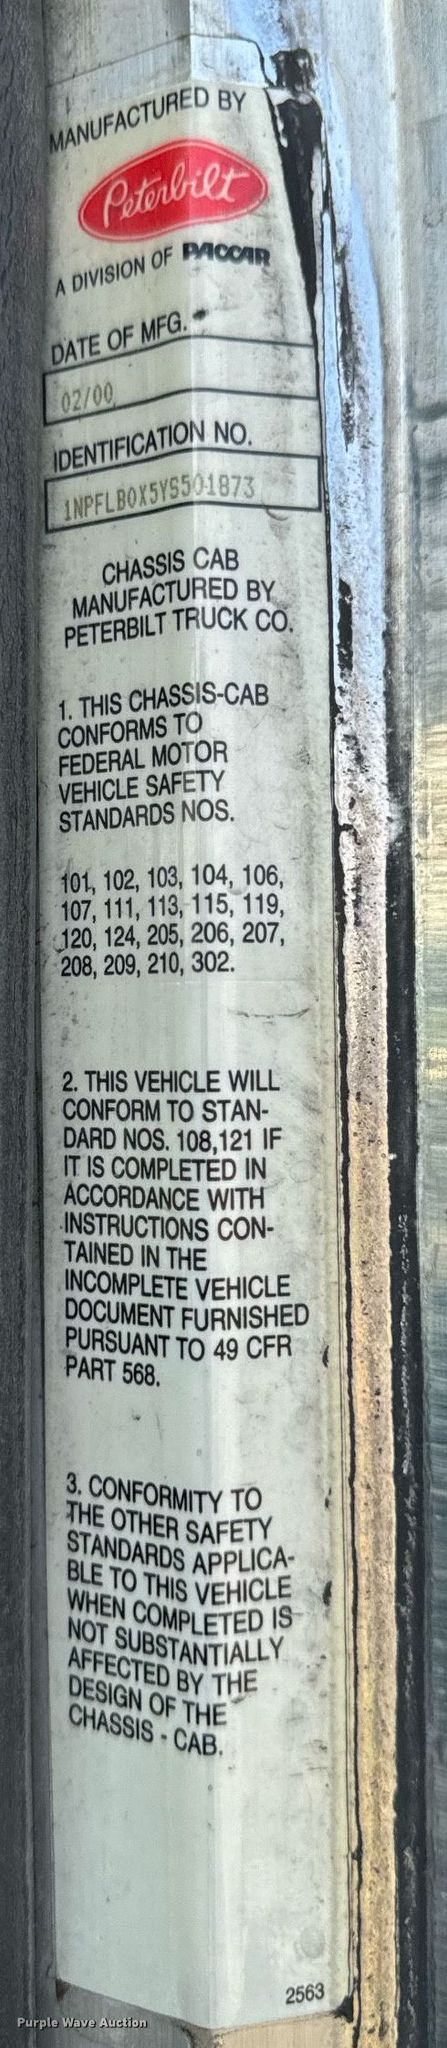 MANUFACTURED BY
Peterbilt
A DIVISION OF PACCAR
DATE OF MFG.
02/00
IDENTIFICATION NO.
1NPFLB0X5YS501873
CHASSIS CAB
MANUFACTURED BY
PETERBILT TRUCK CO.
1. THIS CHASSIS-CAB
CONFORMS TO
FEDERAL MOTOR
VEHICLE SAFETY
STANDARDS NOS.
101, 102, 103, 104, 106,
107, 111, 113, 115, 119,
120, 124, 205, 206, 207,
208, 209, 210, 302.
2. THIS VEHICLE WILL
CONFORM TO STAN-
DARD NOS. 108,121 IF
IT IS COMPLETED IN
ACCORDANCE WITH
INSTRUCTIONS CON-
TAINED IN THE
INCOMPLETE VEHICLE
DOCUMENT FURNISHED
PURSUANT TO 49 CFR
PART 568.
3. CONFORMITY TO
THE OTHER SAFETY
STANDARDS APPLICA-
BLE TO THIS VEHICLE
WHEN COMPLETED IS
NOT SUBSTANTIALLY
AFFECTED BY THE
DESIGN OF THE
CHASSIS - CAB.
2563
Purple Wave Auction